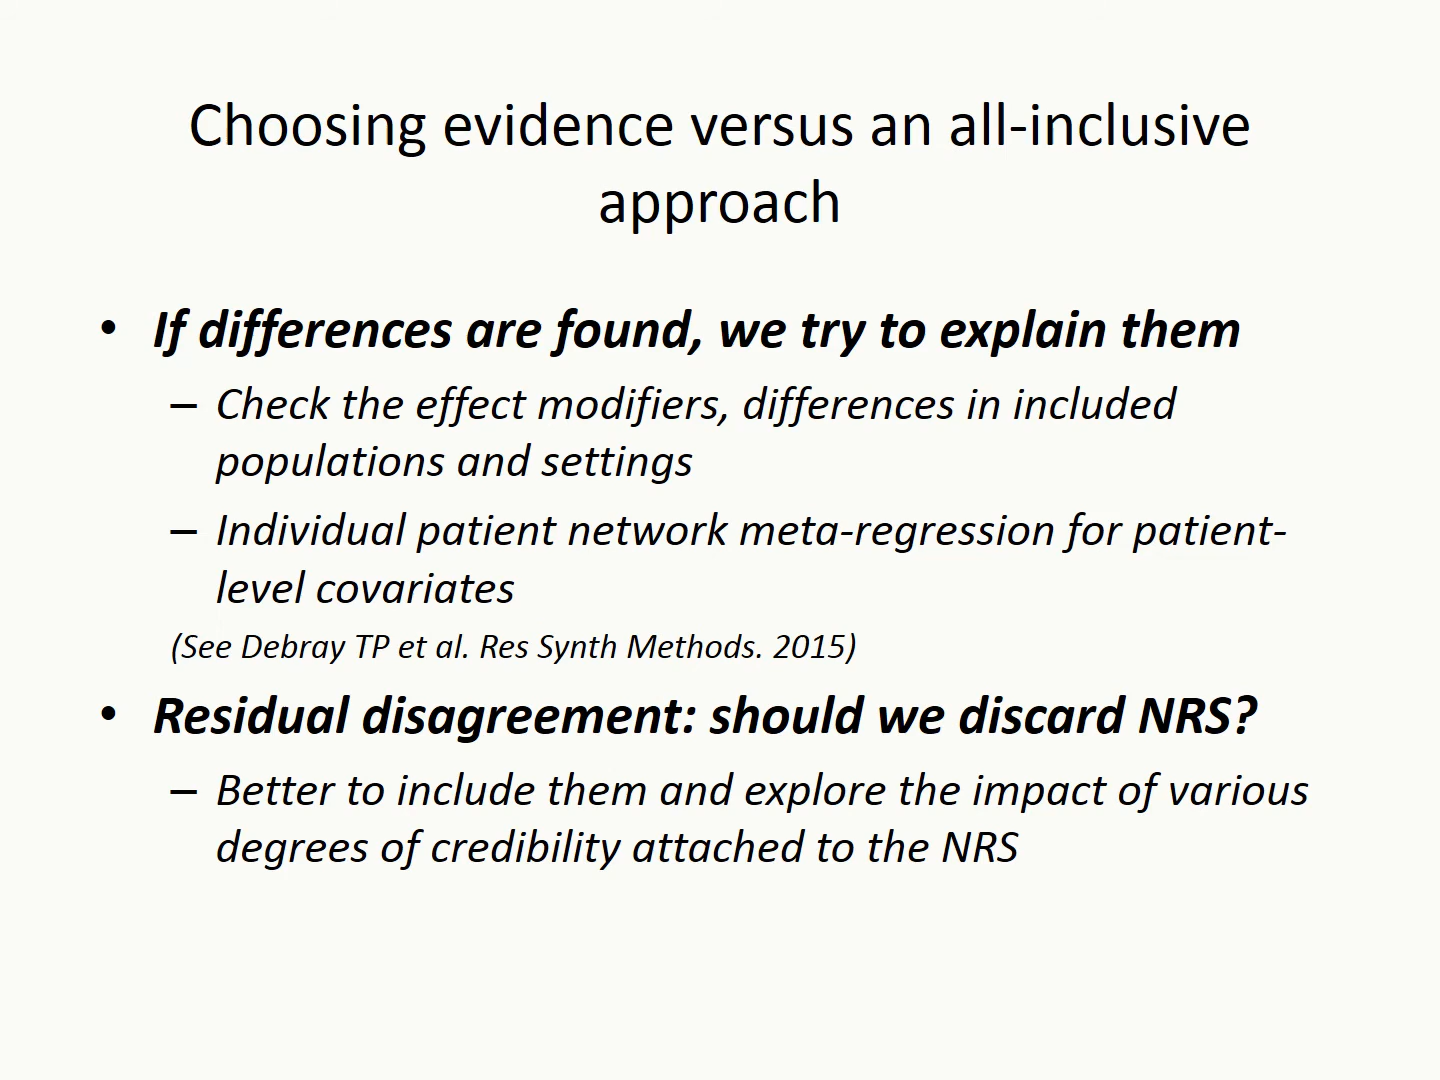 Choosing evidence versus an all-inclusive
approach
• If differences are found, we try to explain them
– Check the effect modifiers, differences in included
populations and settings
– Individual patient network meta-regression for patient-
level covariates
(See Debray TP et al. Res Synth Methods. 2015)
• Residual disagreement: should we discard NRS?
– Better to include them and explore the impact of various
degrees of credibility attached to the NRS